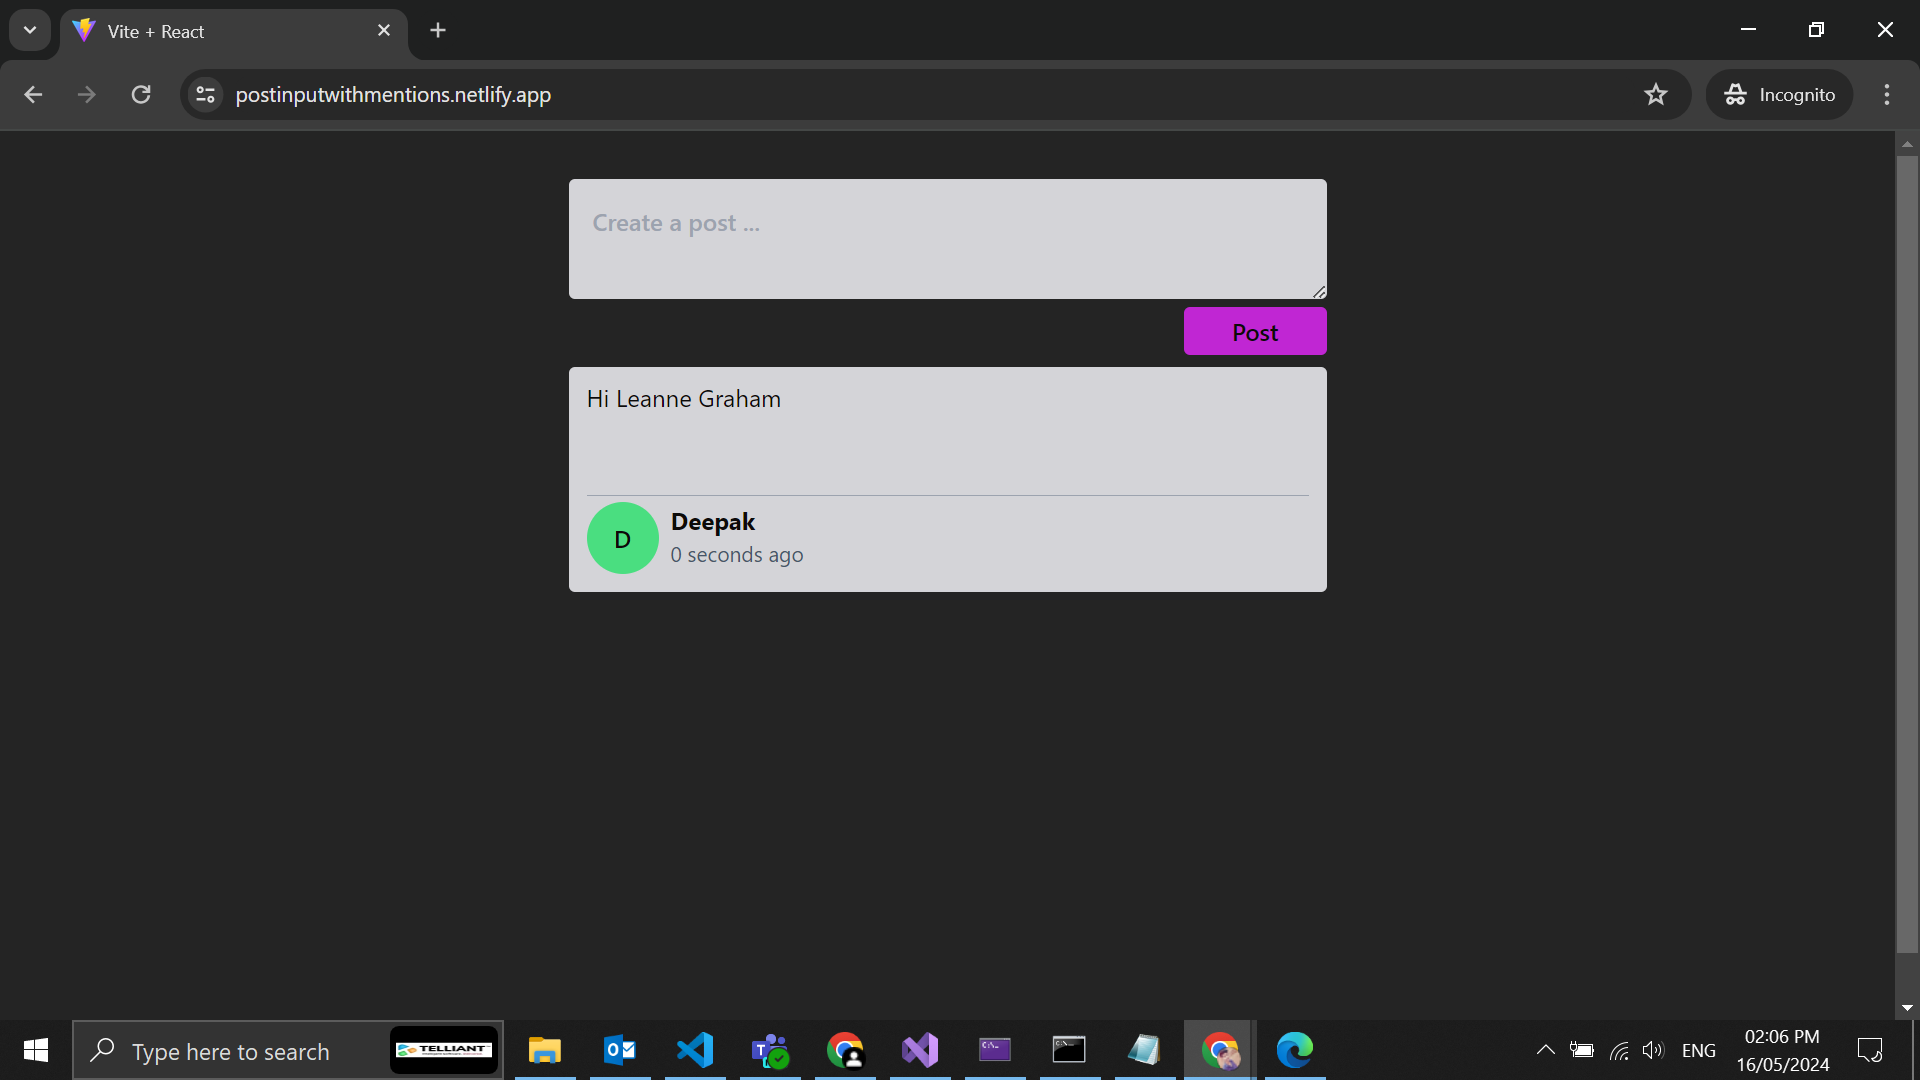 Vite + React
postinputwithmentions.netlify.app
Incognito
Create a post ...
Post
Hi Leanne Graham
D
Deepak
0 seconds ago
Type here to search
TELLIANT
ENG
02:06 PM
16/05/2024